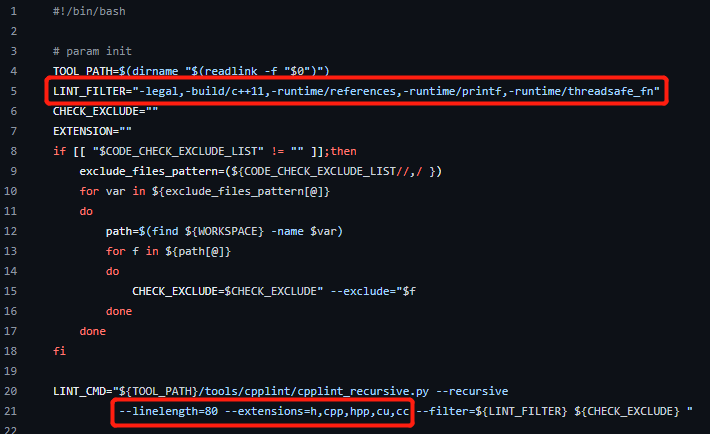 1 #!/bin/bash
2
3 # param init
4 TOOL_PATH=$(dirname "$(readlink -f "$0")")
5 LINT_FILTER="-legal,-build/c++11,-runtime/references,-runtime/printf,-runtime/threadsafe_fn"
6 CHECK_EXCLUDE=""
7 EXTENSION=""
8 if [[ "$CODE_CHECK_EXCLUDE_LIST" != "" ]];then
9     exclude_files_pattern=(${CODE_CHECK_EXCLUDE_LIST//,/ })
10     for var in ${exclude_files_pattern[@]}
11     do
12         path=$(find ${WORKSPACE} -name $var)
13         for f in ${path[@]}
14         do
15             CHECK_EXCLUDE=$CHECK_EXCLUDE" --exclude="$f
16         done
17     done
18 fi
19
20 LINT_CMD="${TOOL_PATH}/tools/cpplint/cpplint_recursive.py --recursive
21           --linelength=80 --extensions=h,cpp,hpp,cu,cc --filter=${LINT_FILTER} ${CHECK_EXCLUDE} "
22